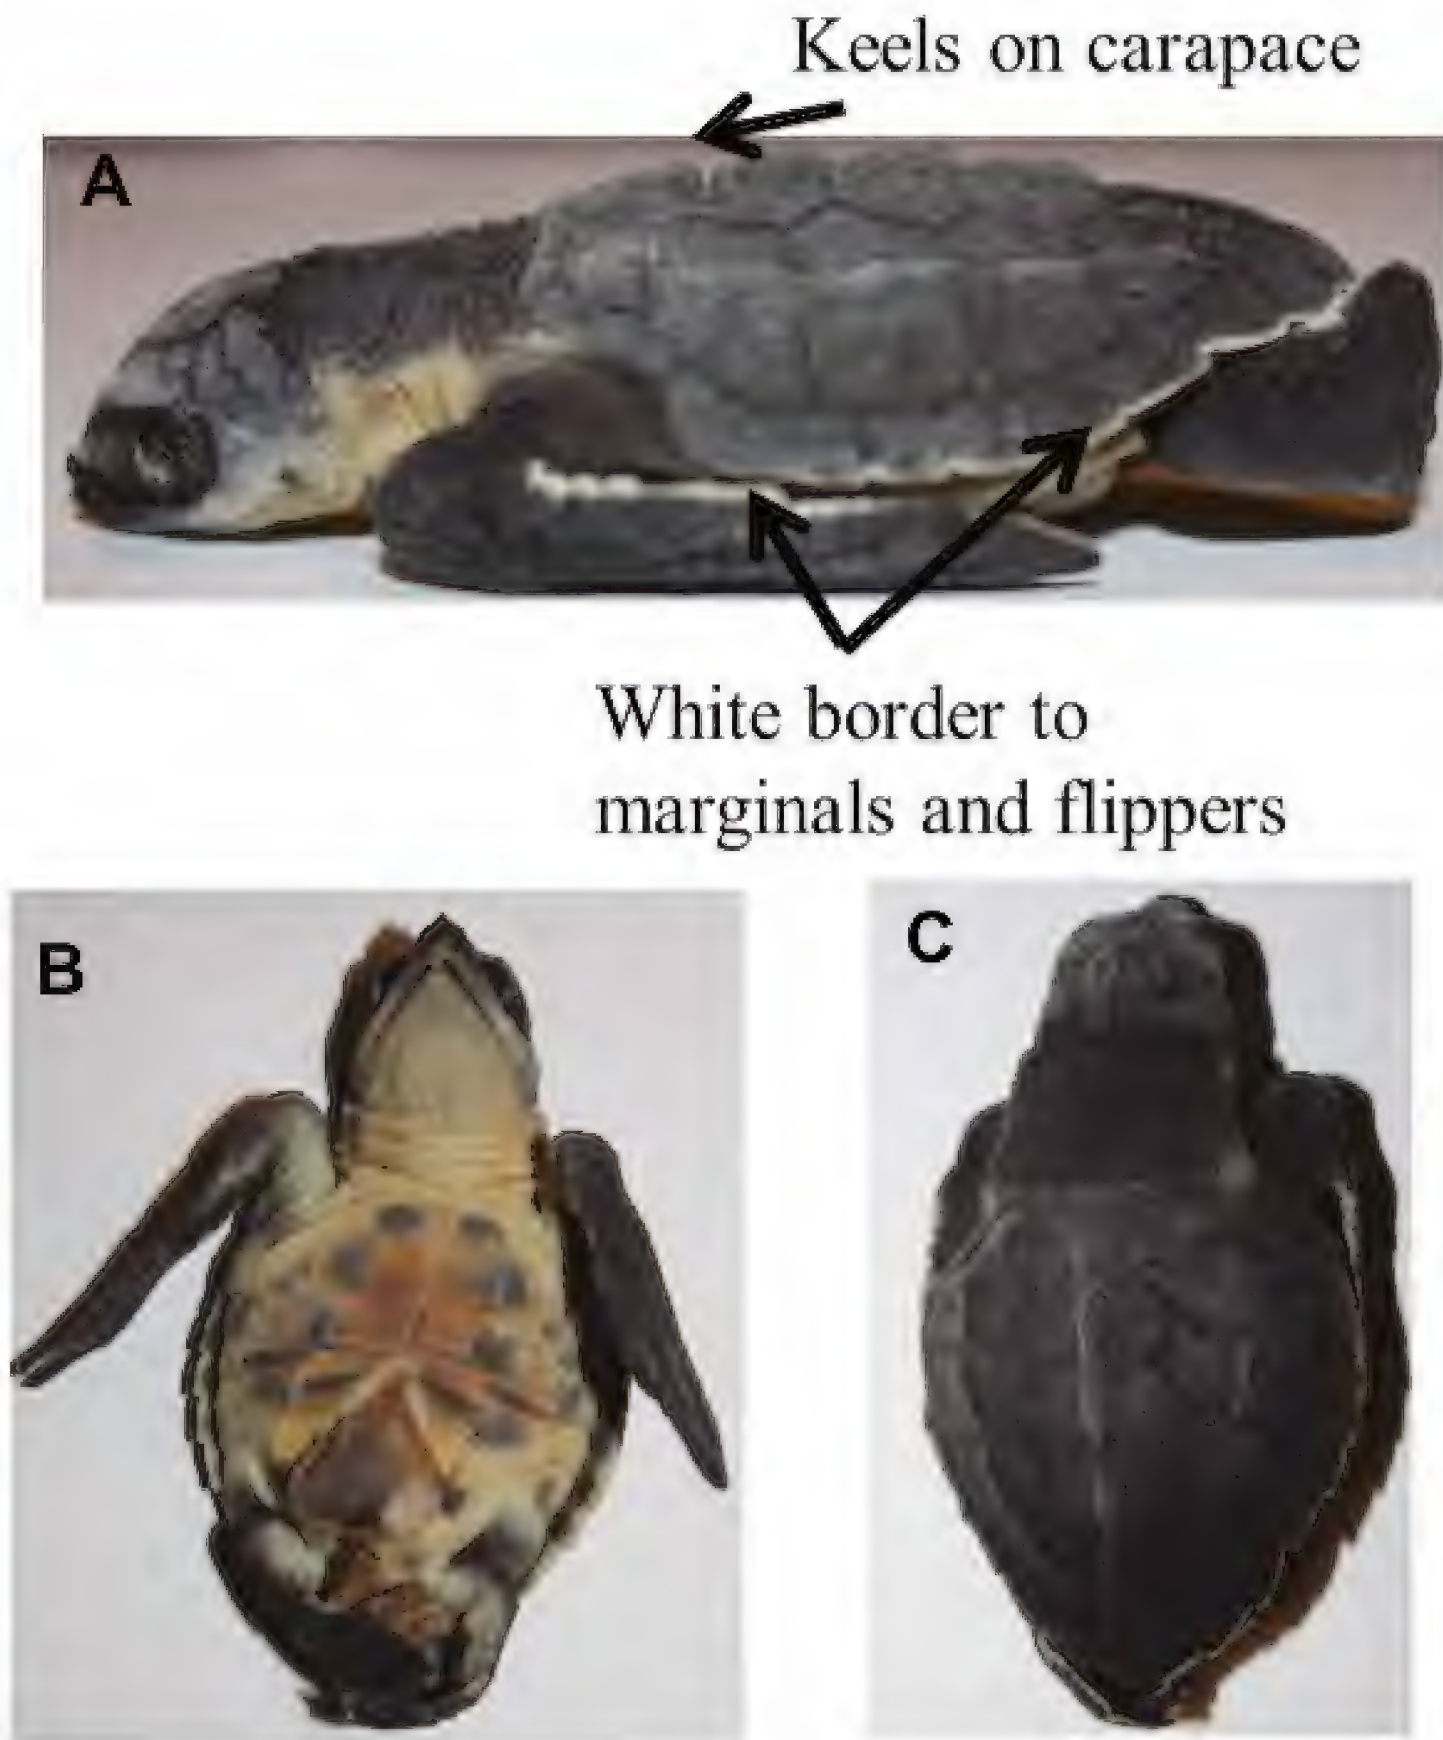 Keels on carapace
A
White border to
marginals and flippers
B
C